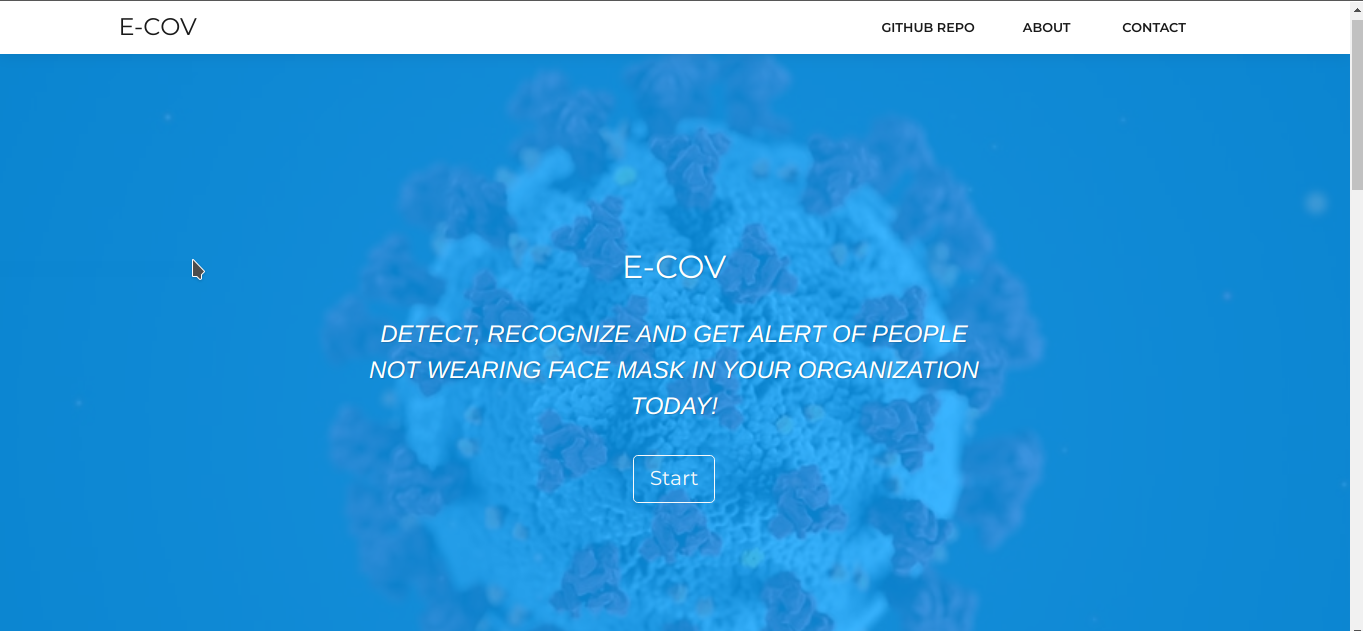 E-COV
GITHUB REPO
ABOUT
CONTACT
E-COV
DETECT, RECOGNIZE AND GET ALERT OF PEOPLE
NOT WEARING FACE MASK IN YOUR ORGANIZATION
TODAY!
Start